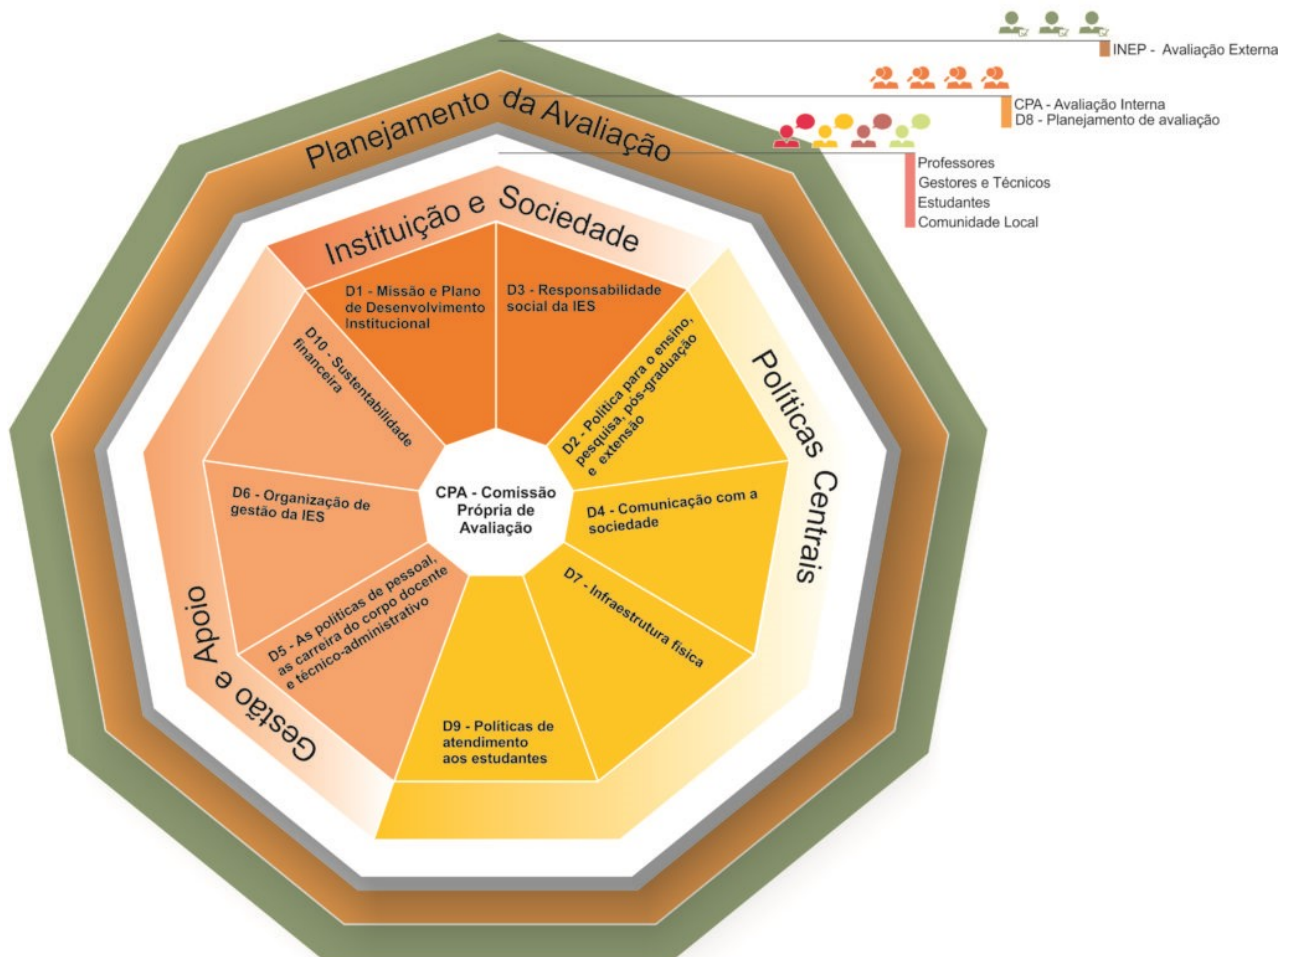 INEP - Avaliação Externa
CPA - Avaliação Interna
D8 - Planejamento de avaliação
Professores
Gestores e Técnicos
Estudantes
Comunidade Local
Planejamento da Avaliação
Instituição e Sociedade
D1 - Missão e Plano
de Desenvolvimento
Institucional
D3 - Responsabilidade
social da IES
Políticas Centrais
D2 - Política para o ensino,
pesquisa, pós-graduação
e extensão
D4 - Comunicação com a
sociedade
D7 - Infraestrutura física
D9 - Políticas de
atendimento
aos estudantes
Gestão e Apoio
D5 - As políticas de pessoal,
as carreira do corpo docente
e técnico-administrativo
D6 - Organização de
gestão da IES
D10 - Sustentabilidade
financeira
CPA - Comissão
Própria de
Avaliação